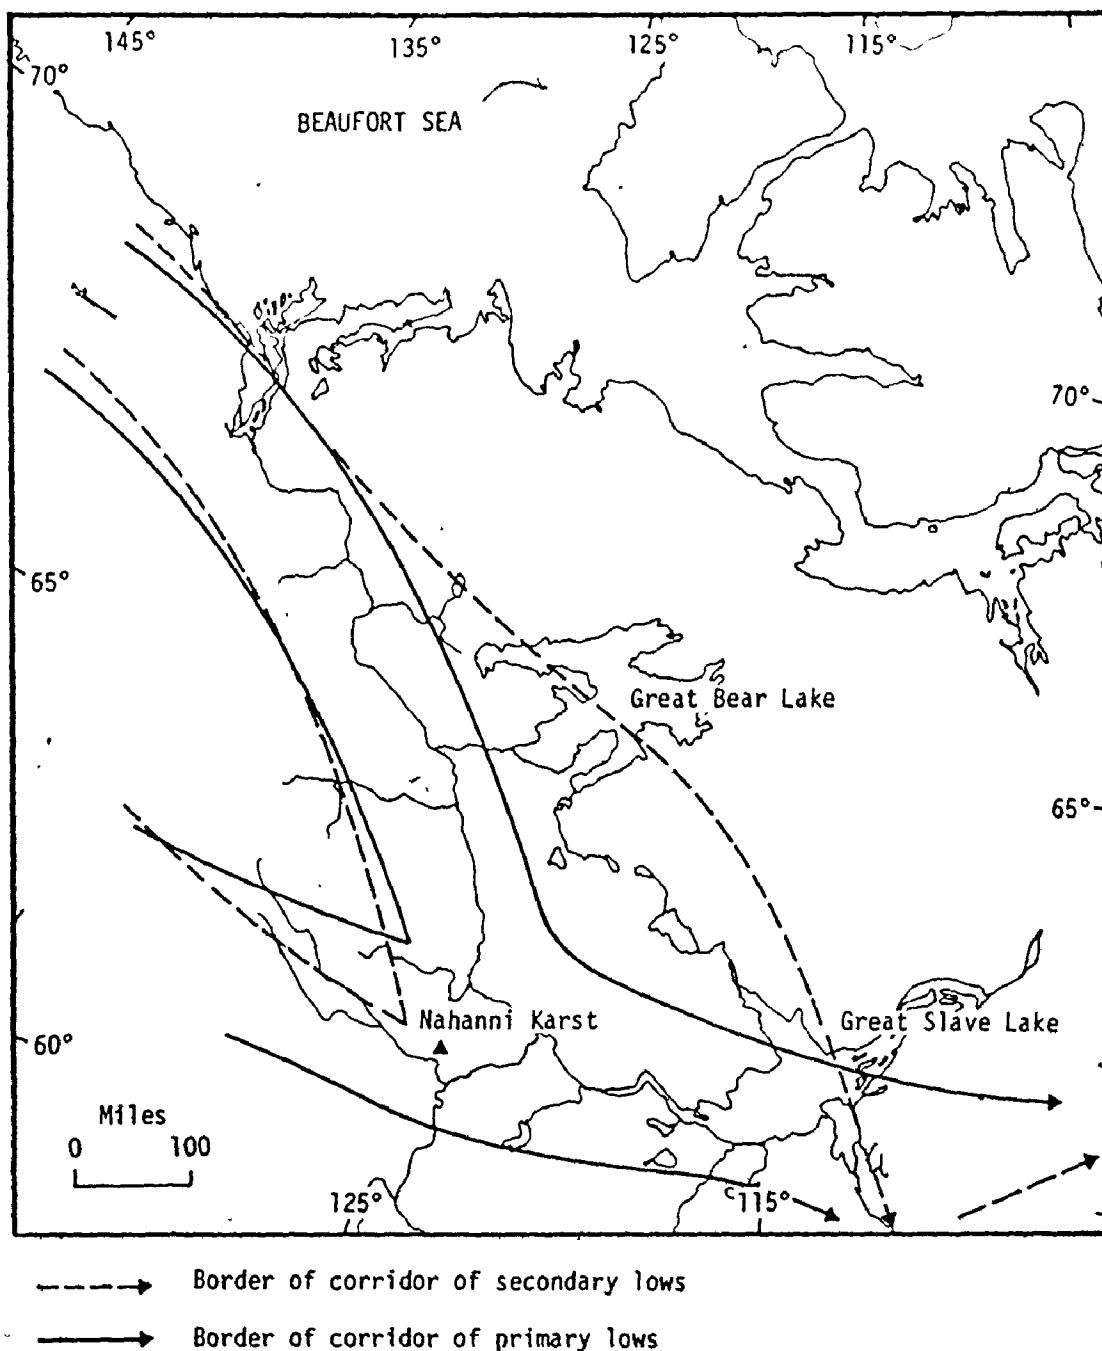 145° 135° 125° 115°
70°
BEAUFORT SEA
70°
65°
Great Bear Lake
65°
Nahanni Karst
Great Slave Lake
60°
Miles
0 100
125° 115°
Border of corridor of secondary lows
Border of corridor of primary lows